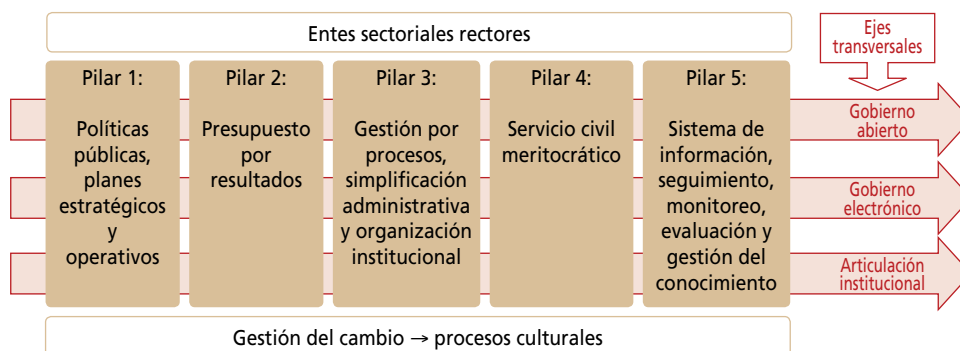 Entes sectoriales rectores
Ejes
transversales
Pilar 1:
Políticas
públicas,
planes
estratégicos
y
operativos
Pilar 2:
Presupuesto
por
resultados
Pilar 3:
Gestión por
procesos,
simplificación
administrativa
y organización
institucional
Pilar 4:
Servicio civil
meritocrático
Pilar 5:
Sistema de
información,
seguimiento,
monitoreo,
evaluación y
gestión del
conocimiento
Gobierno
abierto
Gobierno
electrónico
Articulación
institucional
Gestión del cambio → procesos culturales